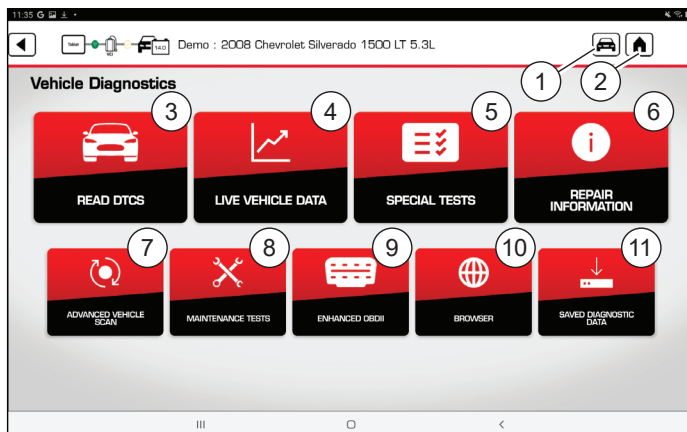 11:35 G
Tablet VCI 14.0 Demo : 2008 Chevrolet Silverado 1500 LT 5.3L
1 2
Vehicle Diagnostics
3 4 5 6
READ DTCS LIVE VEHICLE DATA SPECIAL TESTS REPAIR
INFORMATION
7 8 9 10 11
ADVANCED VEHICLE
SCAN
MAINTENANCE TESTS ENHANCED OBDII BROWSER SAVED DIAGNOSTIC
DATA